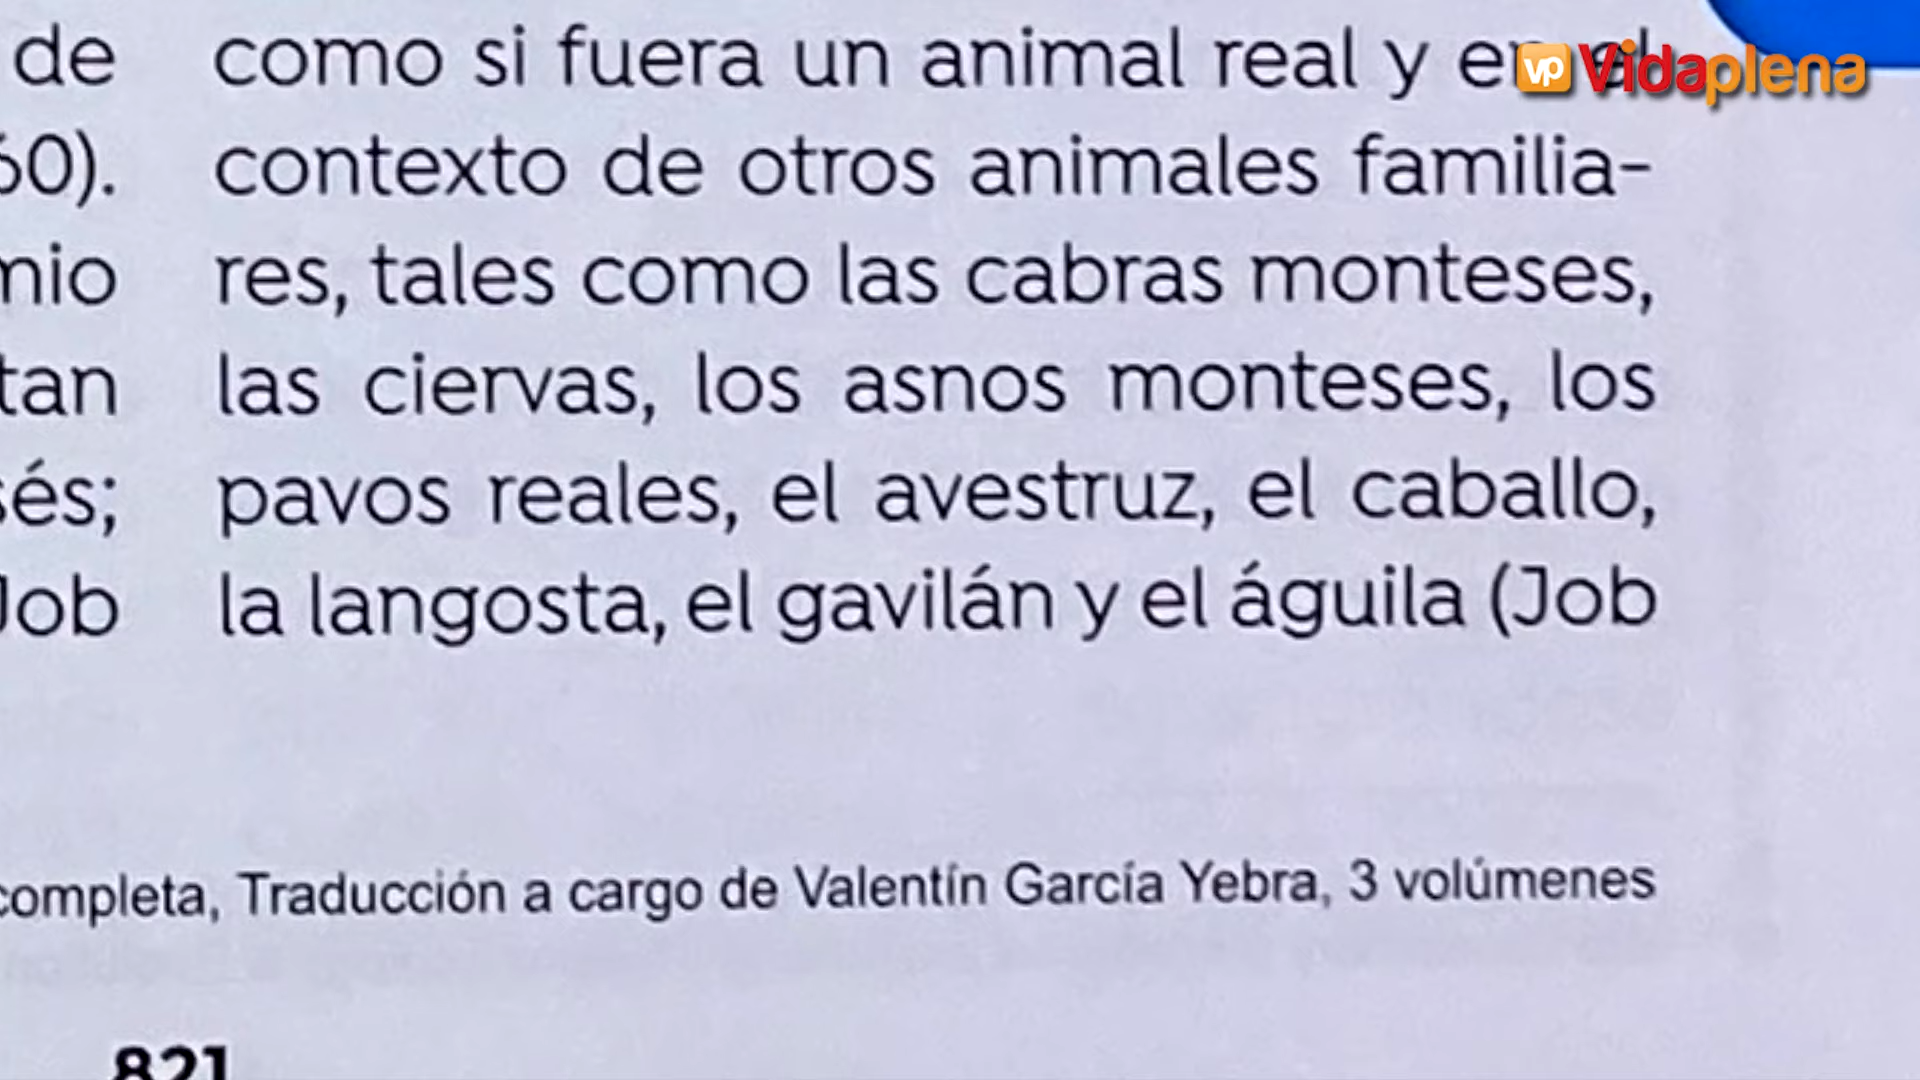 de
60).
mio
tan
sés;
Job
como si fuera un animal real y en el
contexto de otros animales familia-
res, tales como las cabras monteses,
las ciervas, los asnos monteses, los
pavos reales, el avestruz, el caballo,
la langosta, el gavilán y el águila (Job
completa, Traducción a cargo de Valentín García Yebra, 3 volúmenes
821
vp Vidaplena